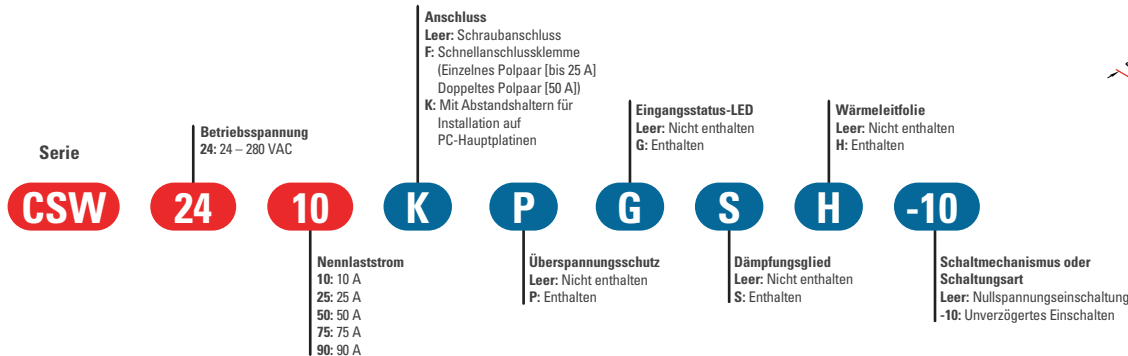 Anschluss
Leer: Schraubanschluss
F: Schnellanschlussklemme
(Einzelnes Polpaar [bis 25 A]
Doppeltes Polpaar [50 A])
K: Mit Abstandshaltern für
Installation auf
PC-Hauptplatinen
Betriebsspannung
24: 24 – 280 VAC
Eingangsstatus-LED
Leer: Nicht enthalten
G: Enthalten
Wärmeleitfolie
Leer: Nicht enthalten
H: Enthalten
Serie
CSW
24
10
K
P
G
S
H
-10
Nennlaststrom
10: 10 A
25: 25 A
50: 50 A
75: 75 A
90: 90 A
Überspannungsschutz
Leer: Nicht enthalten
P: Enthalten
Dämpfungsglied
Leer: Nicht enthalten
S: Enthalten
Schaltmechanismus oder
Schaltungsart
Leer: Nullspannungseinschaltung
-10: Unverzögertes Einschalten